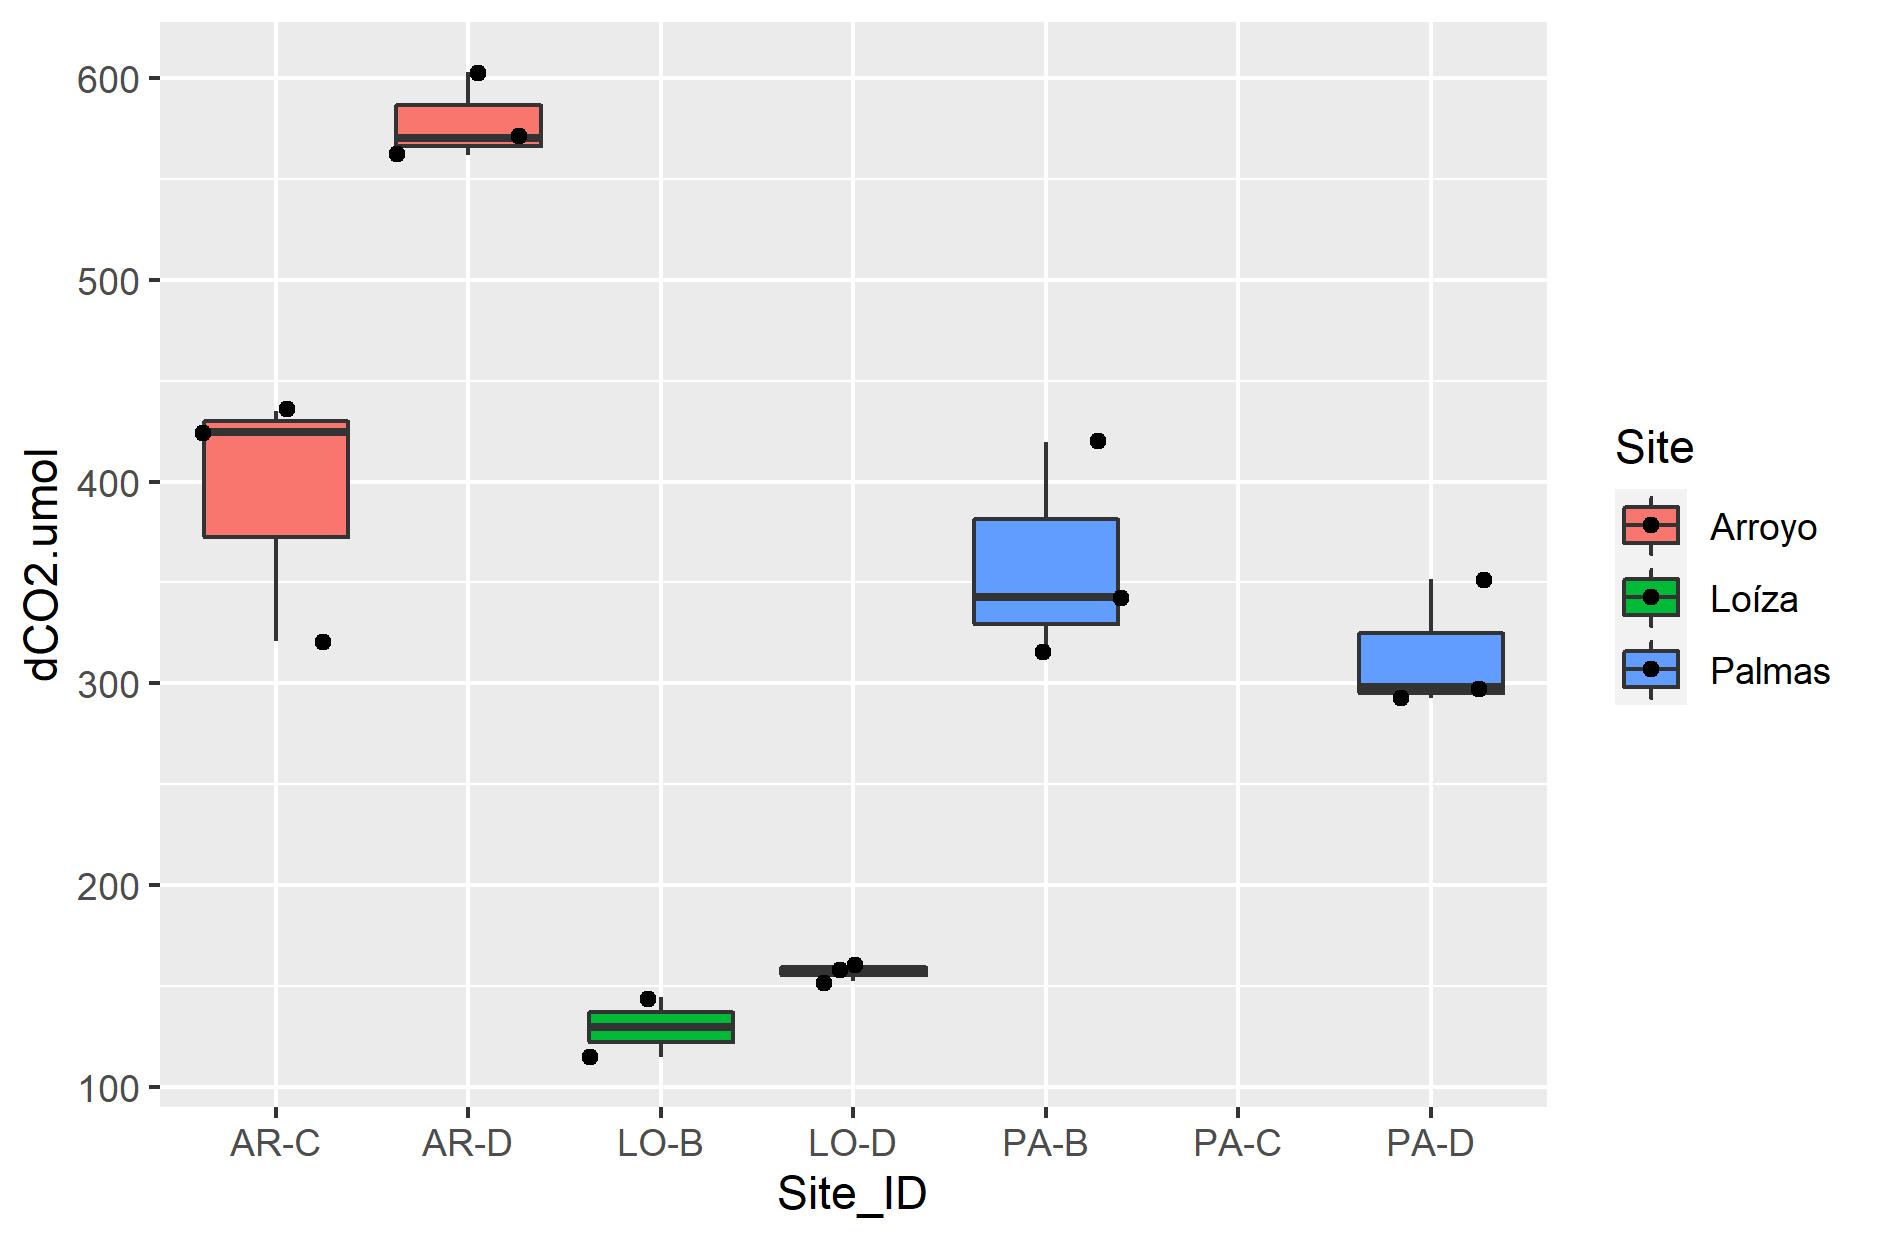 600
500
400
300
200
100
dCO2.umol
AR-C AR-D LO-B LO-D PA-B PA-C PA-D
Site_ID
Site
Arroyo
Loíza
Palmas